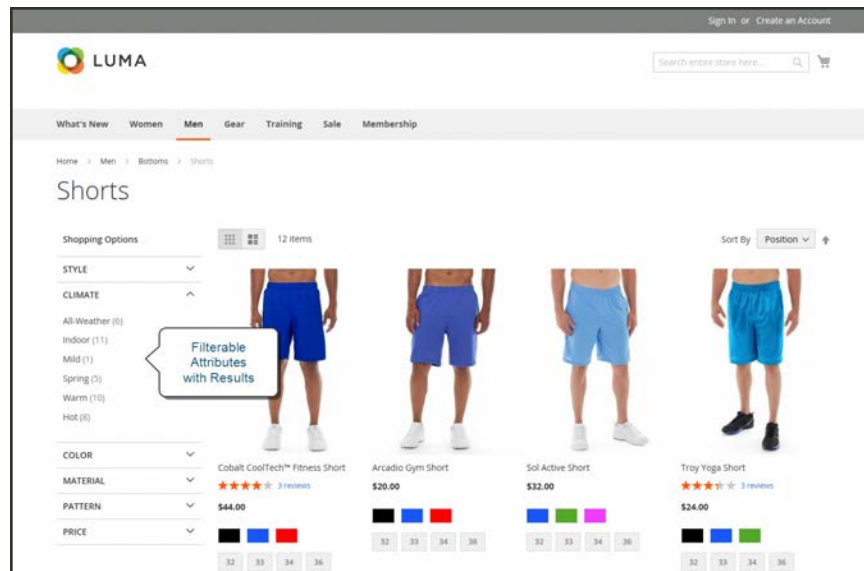 Sign In or Create an Account
LUMA
Search entire store here...
What's New Women Men Gear Training Sale Membership
Home > Men > Bottoms > Shorts
Shorts
Shopping Options
12 items
Sort By Position
STYLE
CLIMATE
All-Weather (6)
Indoor (11)
Mild (1)
Spring (5)
Warm (10)
Hot (8)
Filterable
Attributes
with Results
COLOR
MATERIAL
PATTERN
PRICE
Cobalt CoolTech™ Fitness Short
3 reviews
$44.00
32 33 34 36
Arcadio Gym Short
$20.00
32 33 34 36
Sol Active Short
$32.00
32 33 34 36
Troy Yoga Short
3 reviews
$24.00
32 33 34 36